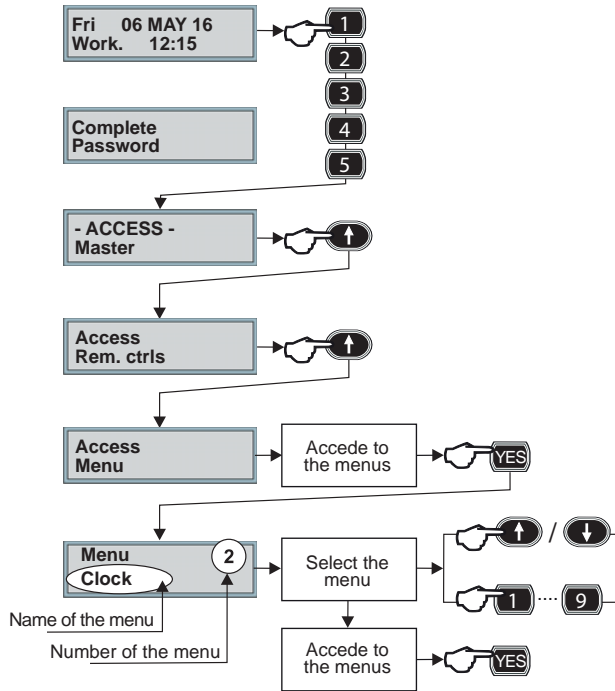 Fri 06 MAY 16
Work. 12:15
1
2
3
4
5
Complete
Password
- ACCESS -
Master
Access
Rem. ctrls
Access
Menu
Accede to
the menus
YES
Menu 2
Clock
Select the
menu
/
1 .... 9
Name of the menu
Number of the menu
Accede to
the menus
YES